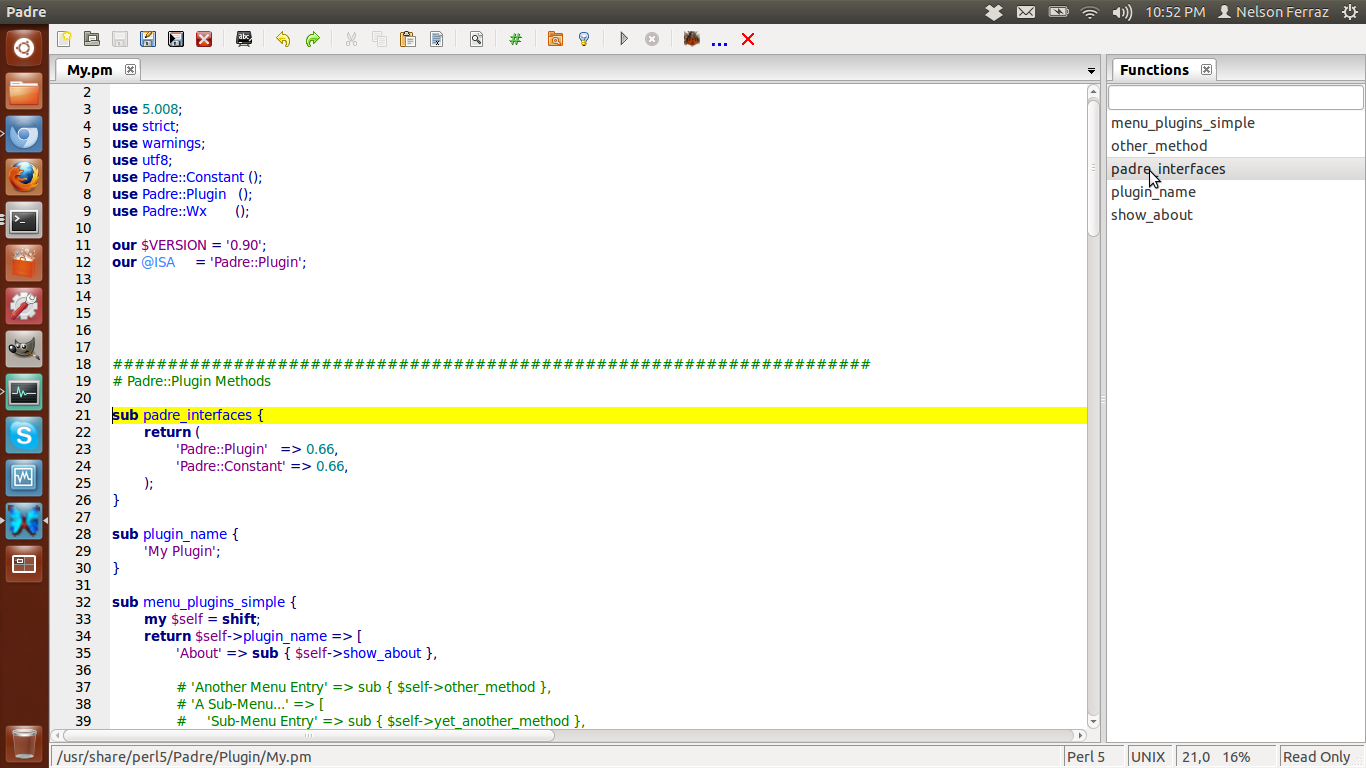 Padre
10:52 PM
Nelson Ferraz
My.pm
Functions
2
3 use 5.008;
4 use strict;
5 use warnings;
6 use utf8;
7 use Padre::Constant ();
8 use Padre::Plugin   ();
9 use Padre::Wx       ();
10
11 our $VERSION = '0.90';
12 our @ISA     = 'Padre::Plugin';
13
14
15
16
17
18 #####################################################################
19 # Padre::Plugin Methods
20
21 sub padre_interfaces {
22 return (
23 'Padre::Plugin'   => 0.66,
24 'Padre::Constant' => 0.66,
25 );
26 }
27
28 sub plugin_name {
29 'My Plugin';
30 }
31
32 sub menu_plugins_simple {
33 my $self = shift;
34 return $self->plugin_name => [
35 'About' => sub { $self->show_about },
36
37 # 'Another Menu Entry' => sub { $self->other_method },
38 # 'A Sub-Menu...' => [
39 #     'Sub-Menu Entry' => sub { $self->yet_another_method },
menu_plugins_simple
other_method
padre_interfaces
plugin_name
show_about
/usr/share/perl5/Padre/Plugin/My.pm
Perl 5
UNIX
21,0   16%
Read Only